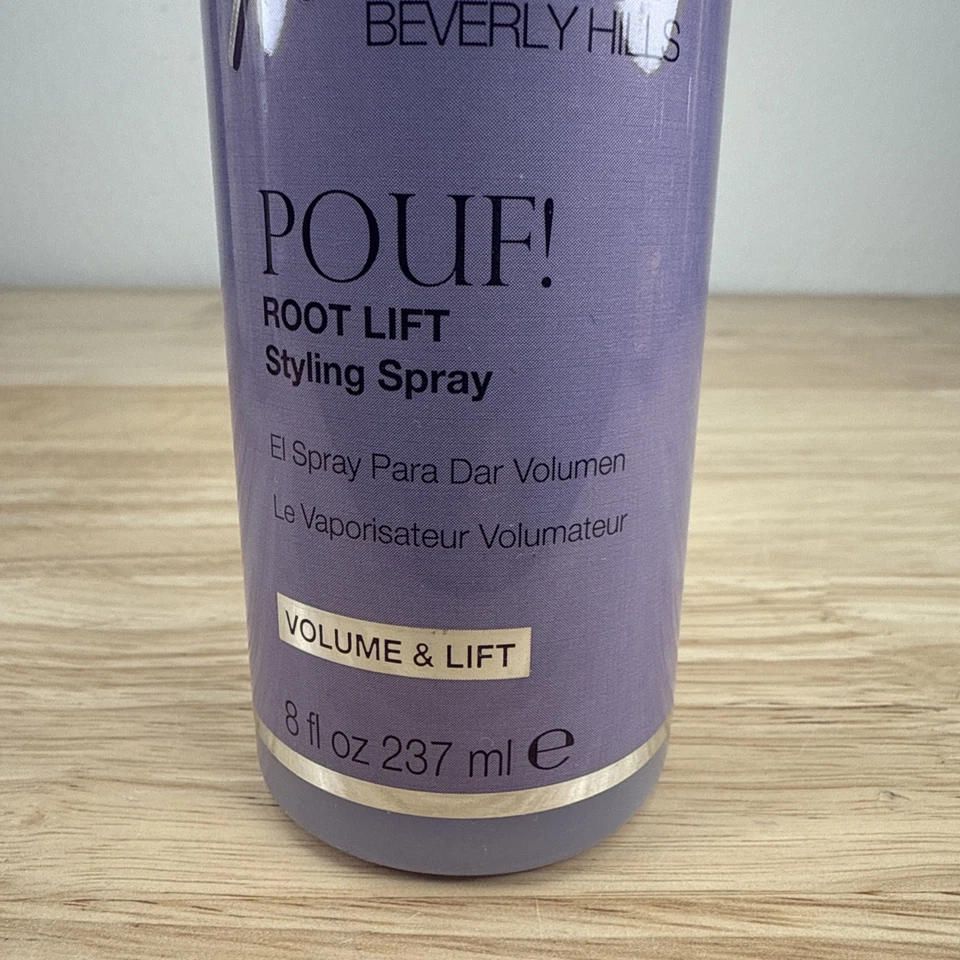 BEVERLY HILLS
POUF!
ROOT LIFT
Styling Spray
El Spray Para Dar Volumen
Le Vaporisateur Volumateur
VOLUME & LIFT
8 fl oz 237 ml ℮